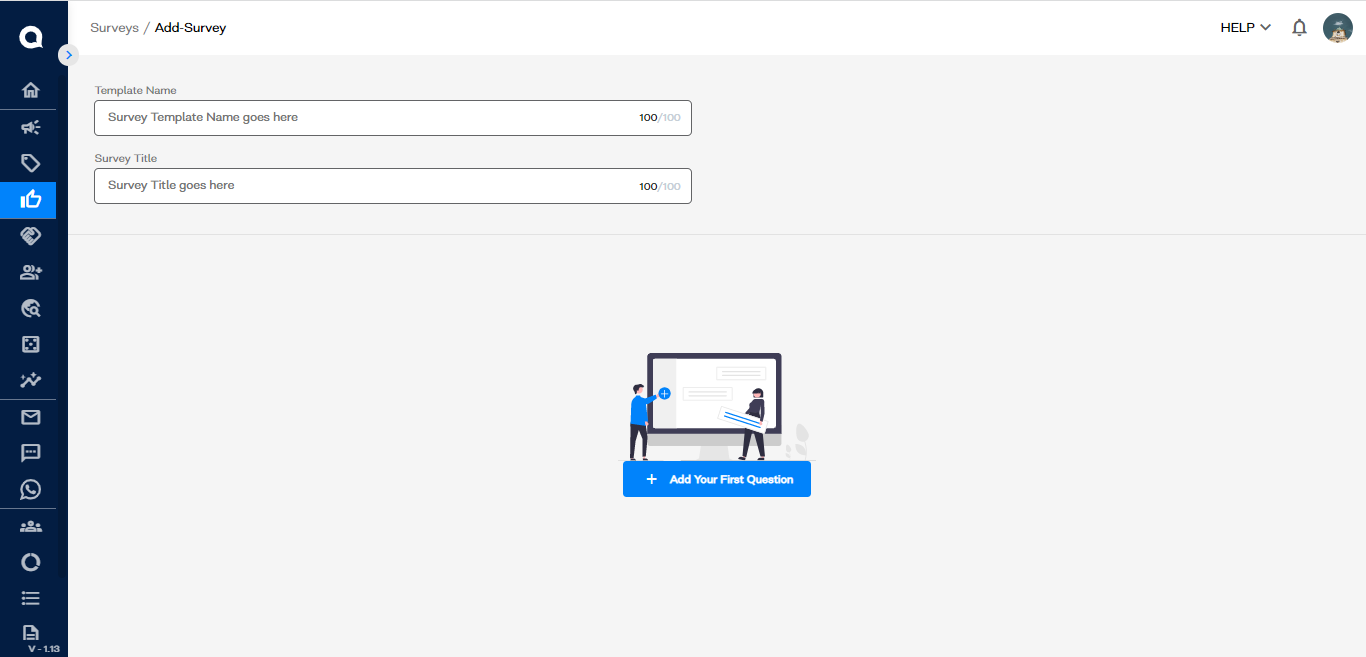 Surveys / Add-Survey
HELP
Template Name
Survey Template Name goes here
100/100
Survey Title
Survey Title goes here
100/100
+ Add Your First Question
V - 1.13